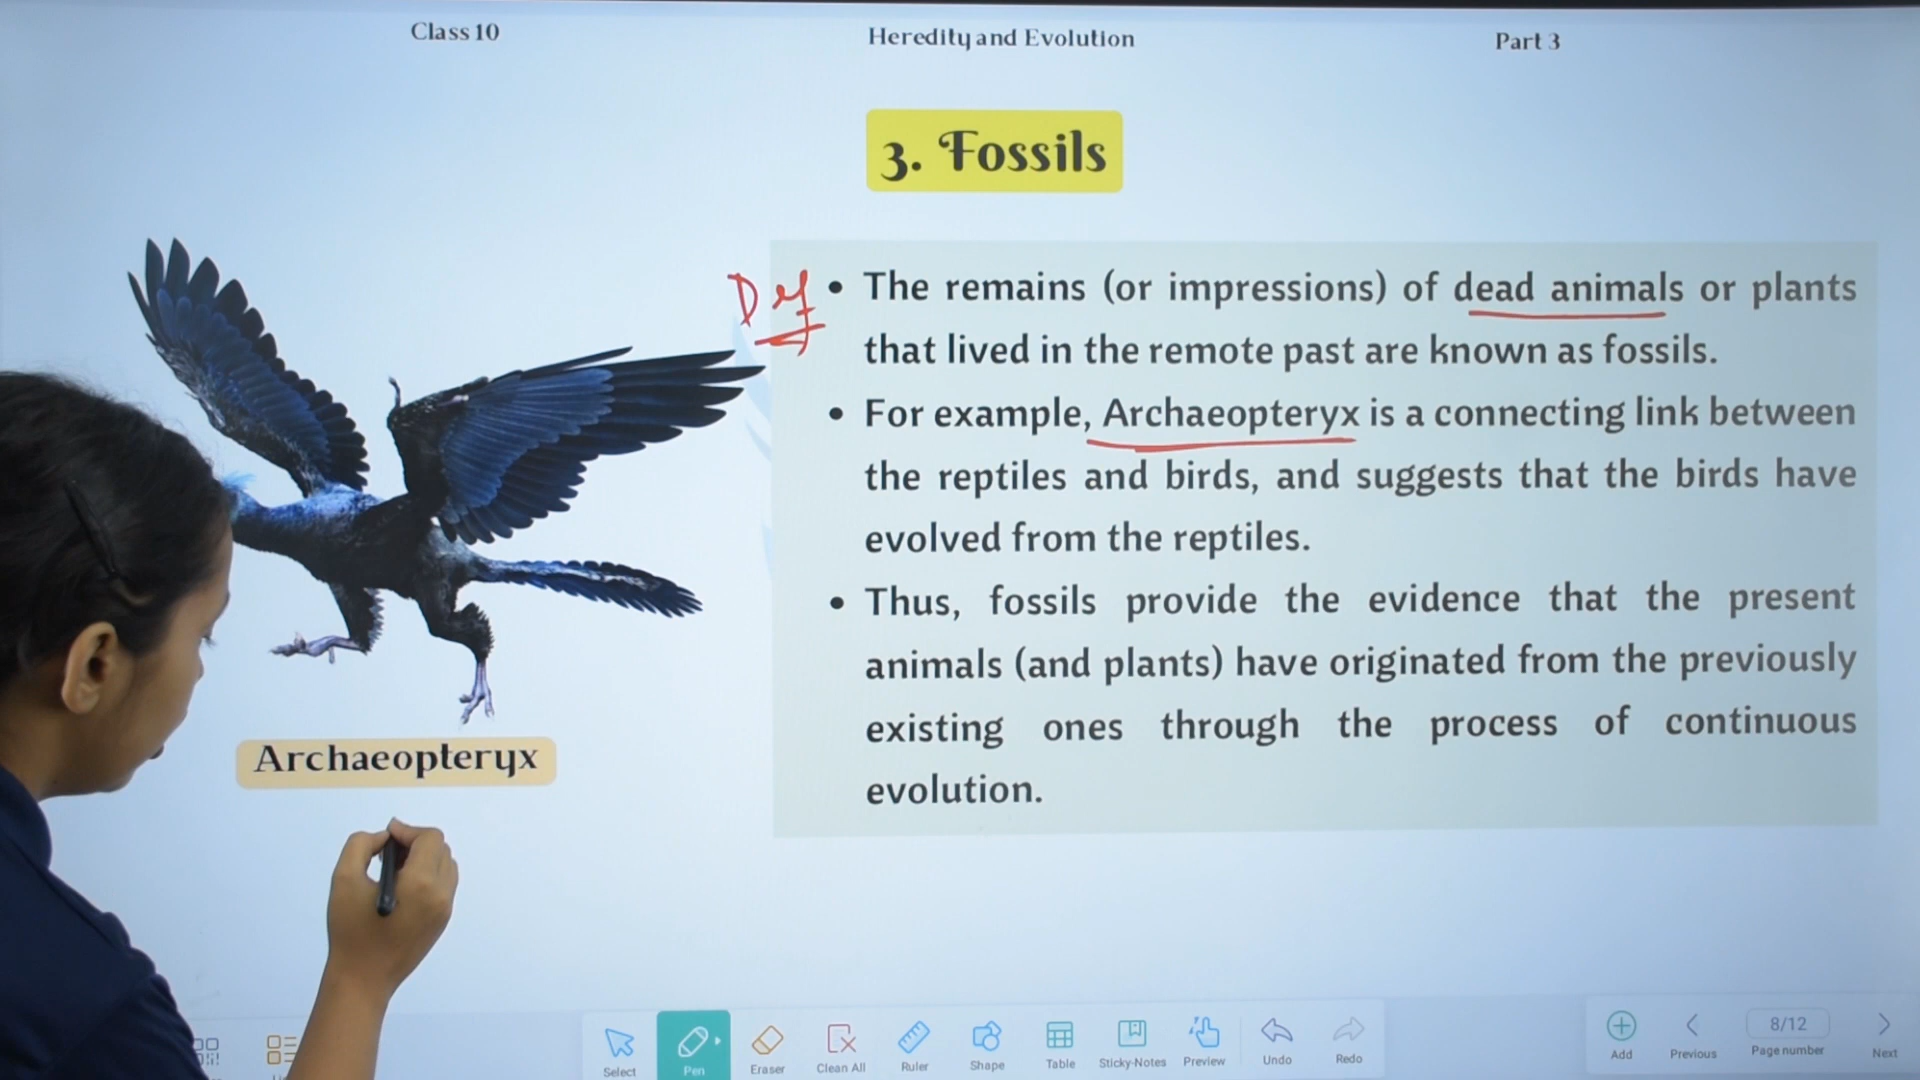 Class 10
Heredity and Evolution
Part 3
3. Fossils
Def
• The remains (or impressions) of dead animals or plants
that lived in the remote past are known as fossils.
• For example, Archaeopteryx is a connecting link between
the reptiles and birds, and suggests that the birds have
evolved from the reptiles.
• Thus, fossils provide the evidence that the present
animals (and plants) have originated from the previously
existing ones through the process of continuous
evolution.
Archaeopteryx
Select
Pen
Eraser
Clean All
Ruler
Shape
Table
Sticky-Notes
Preview
Undo
Redo
Add
Previous
8/12
Page number
Next